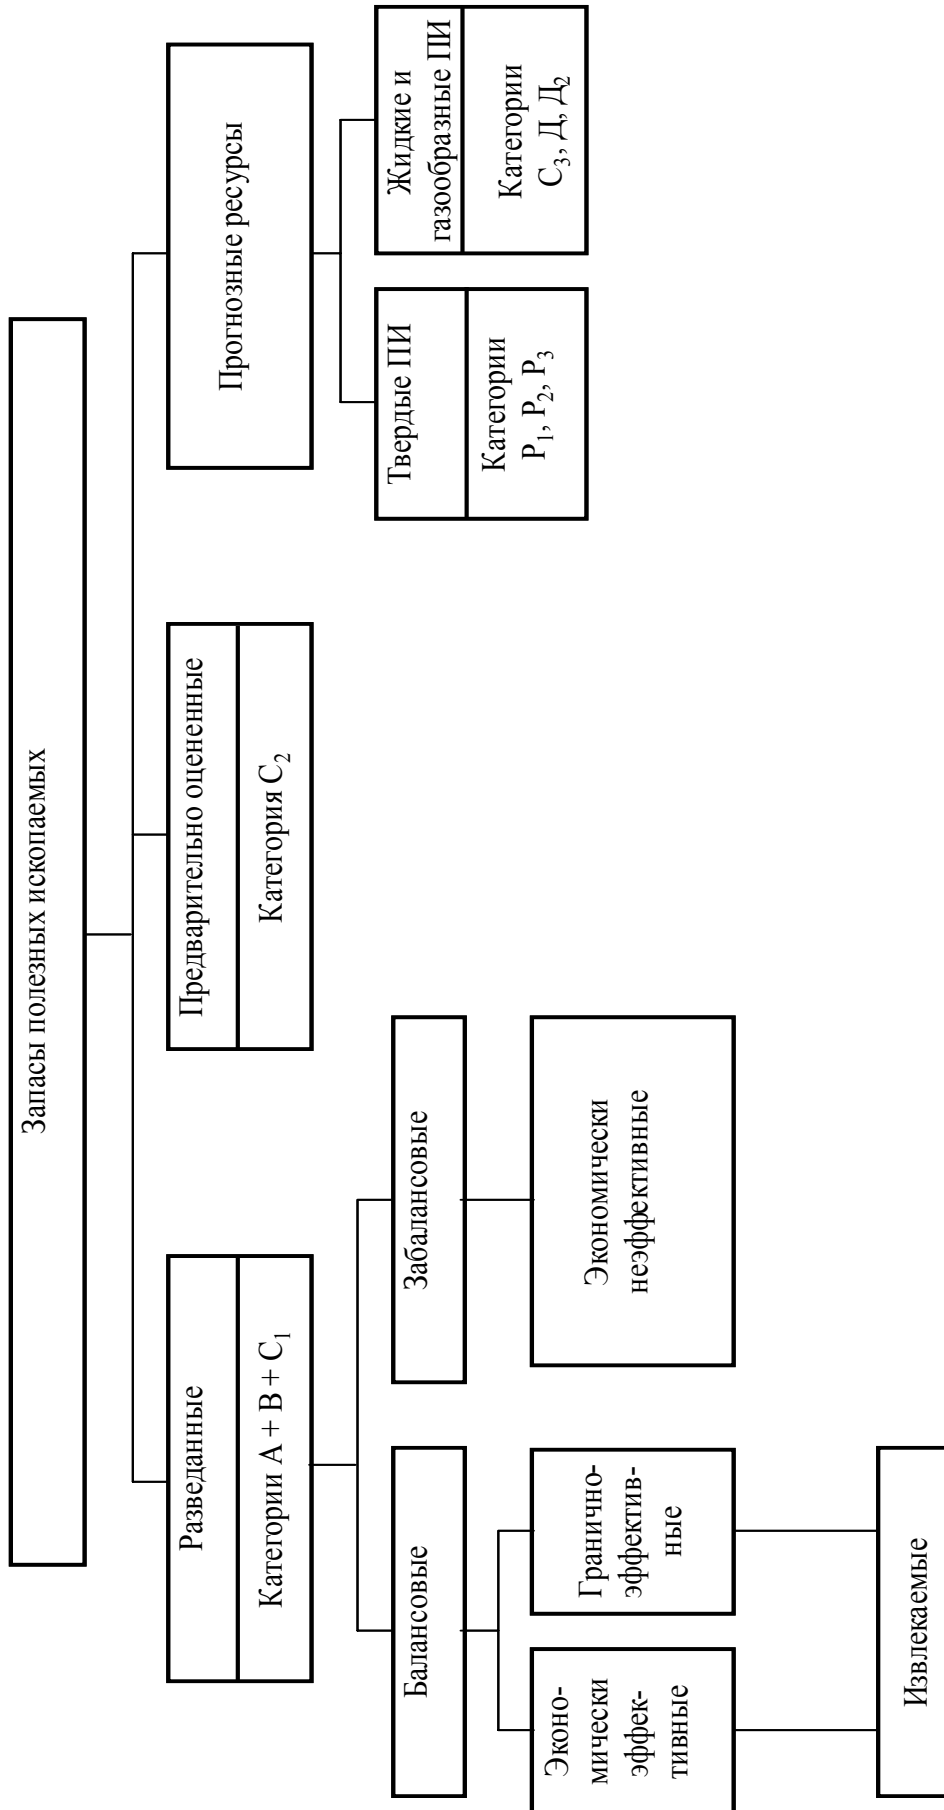 Запасы полезных ископаемых
Разведанные
Категории А + В + С₁
Предварительно оцененные
Категория С₂
Прогнозные ресурсы
Балансовые
Забалансовые
Твердые ПИ
Категории
Р₁, Р₂, Р₃
Жидкие и
газообразные ПИ
Категории
С₃, Д, Д₂
Эконо-
мически
эффек-
тивные
Гранично-
эффектив-
ные
Экономически
неэффективные
Извлекаемые